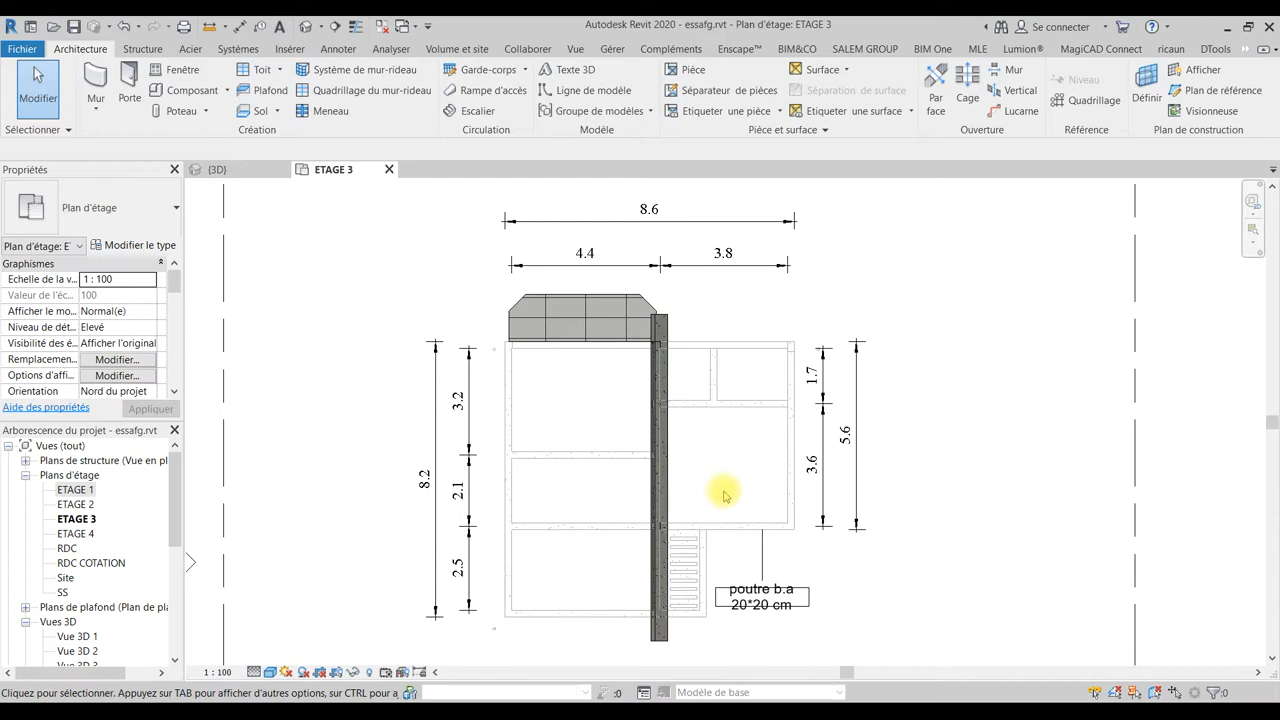 Autodesk Revit 2020 - essafg.rvt - Plan d'étage: ETAGE 3
Se connecter
Fichier Architecture Structure Acier Systèmes Insérer Annoter Analyser Volume et site Collaborer Vue Gérer Compléments Enscape™ BIM&CO SALEM GROUP BIM One MLE Lumion® MagiCAD Connect ricaun DTools
Modifier
Mur
Porte
Fenêtre
Composant
Poteau
Toit
Plafond
Sol
Système de mur-rideau
Quadrillage du mur-rideau
Meneau
Garde-corps
Rampe d'accès
Escalier
Texte 3D
Ligne de modèle
Groupe de modèles
Pièce
Séparateur de pièces
Etiqueter une pièce
Surface
Séparation de surface
Etiqueter une surface
Par
face
Cage
Mur
Vertical
Lucarne
Niveau
Quadrillage
Définir
Afficher
Plan de référence
Visionneuse
Sélectionner Création Circulation Modèle Pièce et surface Ouverture Référence Plan de construction
Propriétés
{3D}
ETAGE 3
Plan d'étage
Plan d'étage: E
Modifier le type
Graphismes
Echelle de la v... 1 : 100
Valeur de l'éc... 100
Afficher le mo... Normal(e)
Niveau de dét... Elevé
Visibilité des é... Afficher l'original
Remplacemen... Modifier...
Options d'affi... Modifier...
Orientation Nord du projet
Aide des propriétés Appliquer
Arborescence du projet - essafg.rvt
Vues (tout)
Plans de structure (Vue en pl
Plans d'étage
ETAGE 1
ETAGE 2
ETAGE 3
ETAGE 4
RDC
RDC COTATION
Site
SS
Plans de plafond (Plan de pla
Vues 3D
Vue 3D 1
Vue 3D 2
8.6
4.4 3.8
3.2
2.1
2.5
8.2
1.7
3.6
5.6
poutre b.a
20*20 cm
1 : 100
Cliquez pour sélectionner. Appuyez sur TAB pour afficher d'autres options, sur CTRL pour a
:0
Modèle de base
:0